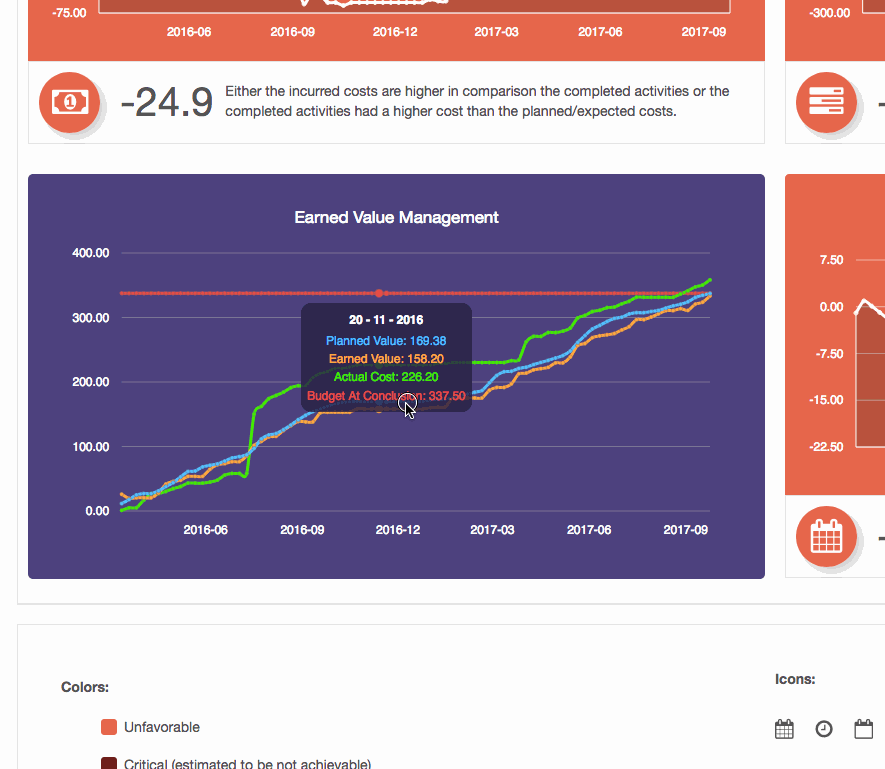 -75.00
2016-06 2016-09 2016-12 2017-03 2017-06 2017-09
-300.00
1
-24.9
Either the incurred costs are higher in comparison the completed activities or the
completed activities had a higher cost than the planned/expected costs.
Earned Value Management
400.00
300.00
200.00
100.00
0.00
20 - 11 - 2016
Planned Value: 169.38
Earned Value: 158.20
Actual Cost: 226.20
Budget At Conclusion: 337.50
2016-06 2016-09 2016-12 2017-03 2017-06 2017-09
7.50
0.00
-7.50
-15.00
-22.50
Colors:
Unfavorable
Critical (estimated to be not achievable)
Icons: